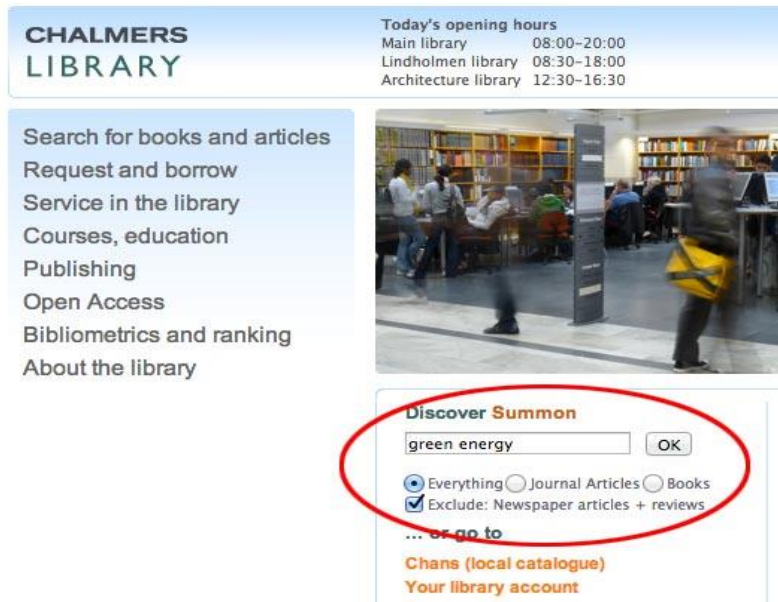 CHALMERS
LIBRARY
Today's opening hours
Main library 08:00-20:00
Lindholmen library 08:30-18:00
Architecture library 12:30-16:30
Search for books and articles
Request and borrow
Service in the library
Courses, education
Publishing
Open Access
Bibliometrics and ranking
About the library
Discover Summon
green energy OK
Everything Journal Articles Books
Exclude: Newspaper articles + reviews
... or go to
Chans (local catalogue)
Your library account